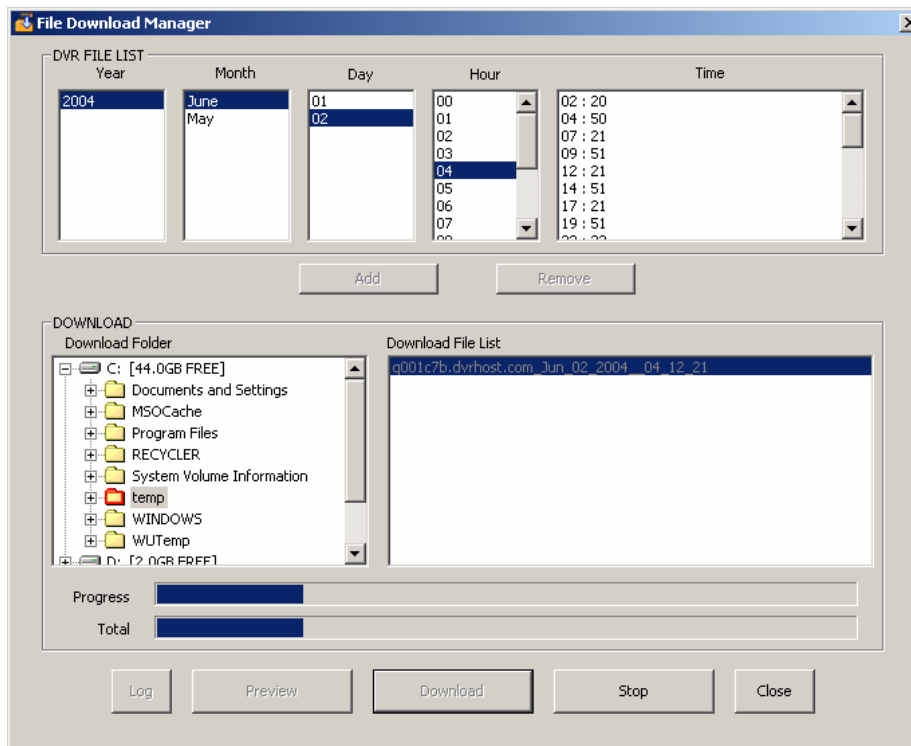 File Download Manager
DVR FILE LIST
Year Month Day Hour Time
2004
June
May
01
02
00
01
02
03
04
05
06
07
02 : 20
04 : 50
07 : 21
09 : 51
12 : 21
14 : 51
17 : 21
19 : 51
Add Remove
DOWNLOAD
Download Folder
C: [44.0GB FREE]
Documents and Settings
MSOCache
Program Files
RECYCLER
System Volume Information
temp
WINDOWS
WUTemp
D: [2.0GB FREE]
Download File List
q001c7b.dvrhost.com_Jun_02_2004__04_12_21
Progress
Total
Log Preview Download Stop Close